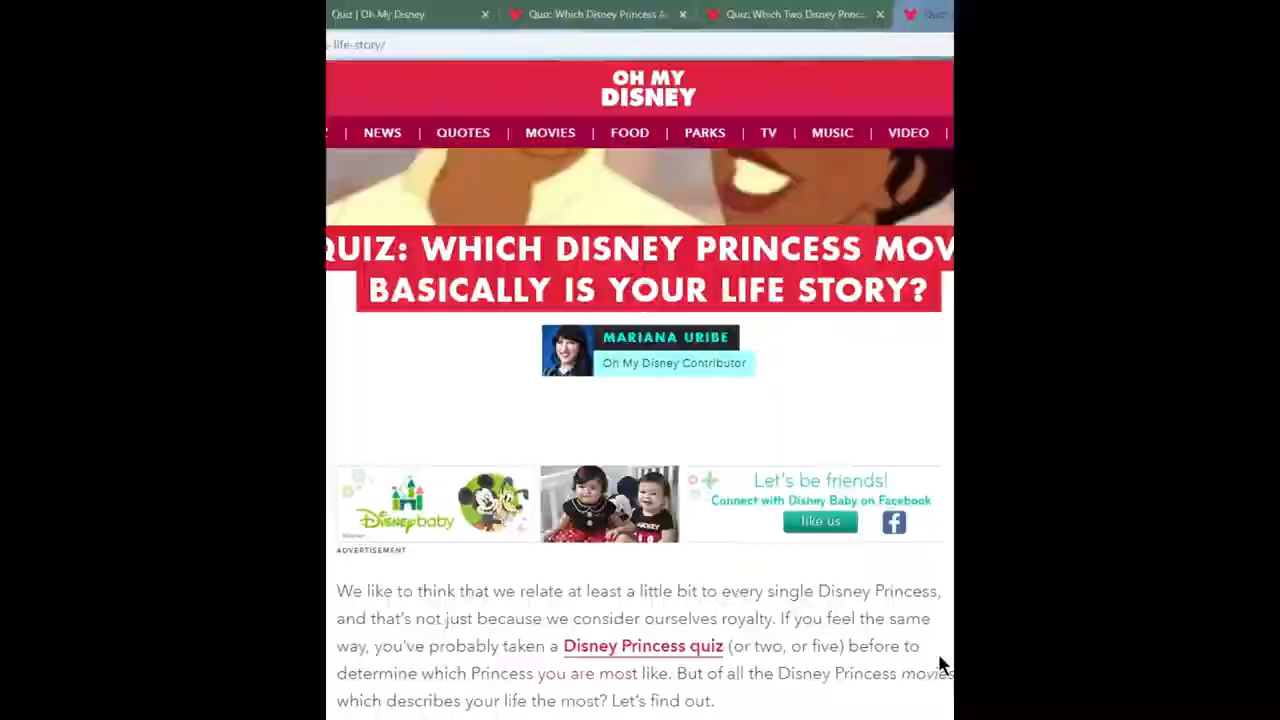 Quiz | Oh My Disney
Quiz: Which Disney Princess A
Quiz: Which Two Disney Princ...
-life-story/
OH MY
DISNEY
NEWS | QUOTES | MOVIES | FOOD | PARKS | TV | MUSIC | VIDEO |
QUIZ: WHICH DISNEY PRINCESS MOV
BASICALLY IS YOUR LIFE STORY?
MARIANA URIBE
Oh My Disney Contributor
Disney baby
MICKEY
Let's be friends!
Connect with Disney Baby on Facebook
like us
f
ADVERTISEMENT
We like to think that we relate at least a little bit to every single Disney Princess,
and that's not just because we consider ourselves royalty. If you feel the same
way, you've probably taken a Disney Princess quiz (or two, or five) before to
determine which Princess you are most like. But of all the Disney Princess movies
which describes your life the most? Let's find out.